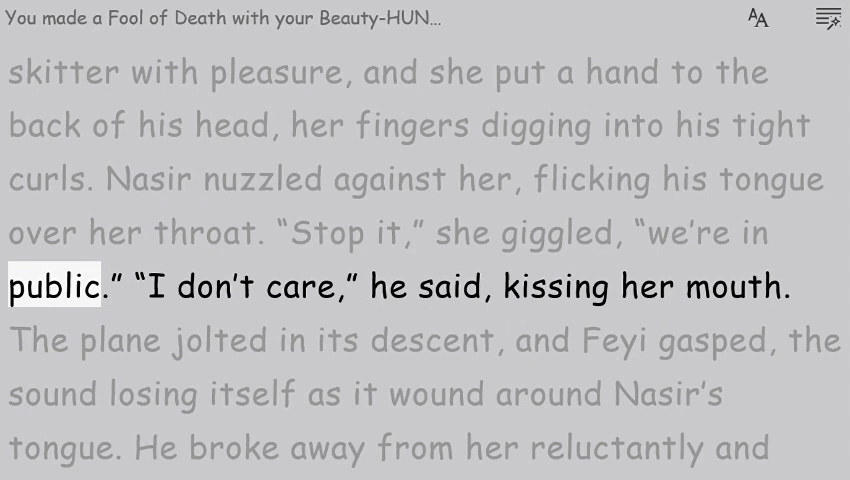 You made a Fool of Death with your Beauty-HUN...
AA
skitter with pleasure, and she put a hand to the
back of his head, her fingers digging into his tight
curls. Nasir nuzzled against her, flicking his tongue
over her throat. “Stop it,” she giggled, “we’re in
public.” “I don’t care,” he said, kissing her mouth.
The plane jolted in its descent, and Feyi gasped, the
sound losing itself as it wound around Nasir’s
tongue. He broke away from her reluctantly and